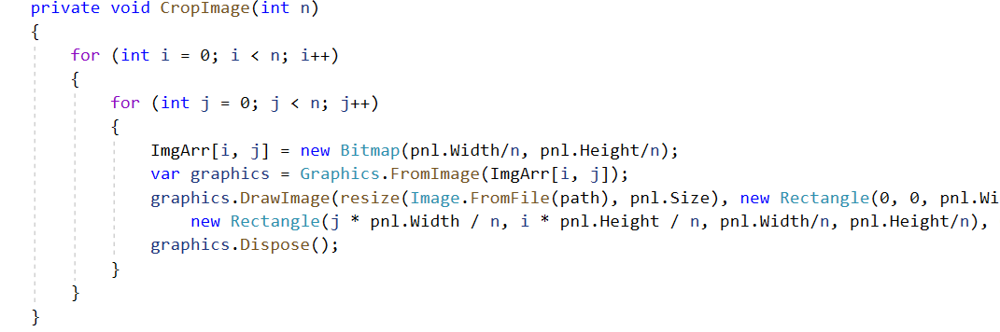 private void CropImage(int n)
{
    for (int i = 0; i < n; i++)
    {
        for (int j = 0; j < n; j++)
        {
            ImgArr[i, j] = new Bitmap(pnl.Width/n, pnl.Height/n);
            var graphics = Graphics.FromImage(ImgArr[i, j]);
            graphics.DrawImage(resize(Image.FromFile(path), pnl.Size), new Rectangle(0, 0, pnl.Wi
                new Rectangle(j * pnl.Width / n, i * pnl.Height / n, pnl.Width/n, pnl.Height/n),
            graphics.Dispose();
        }
    }
}